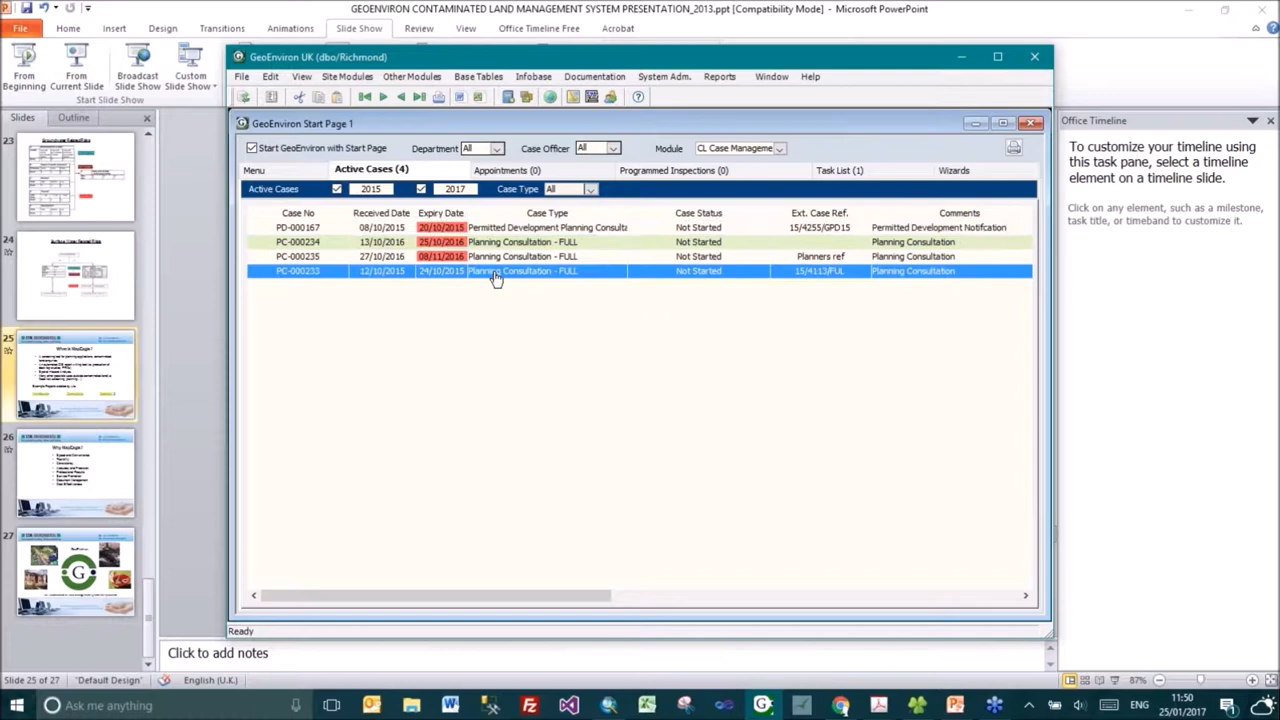 GEOENVIRON CONTAMINATED LAND MANAGEMENT SYSTEM PRESENTATION_2013.ppt [Compatibility Mode] - Microsoft PowerPoint
File Home Insert Design Transitions Animations Slide Show Review View Office Timeline Free Acrobat
From Beginning
From Current Slide
Broadcast Slide Show
Custom Slide Show
Start Slide Show
GeoEnviron UK (dbo/Richmond)
File Edit View Site Modules Other Modules Base Tables Infobase Documentation System Adm. Reports Window Help
Slides Outline
GeoEnviron Start Page 1
Start GeoEnviron with Start Page Department All Case Officer All Module CL Case Manageme
Menu Active Cases (4) Appointments (0) Programmed Inspections (0) Task List (1) Wizards
Active Cases 2015 2017 Case Type All
Case No Received Date Expiry Date Case Type Case Status Ext. Case Ref. Comments
PD-000167 08/10/2015 20/10/2015 Permitted Development Planning Consulta Not Started 15/4255/GPD15 Permitted Development Notification
PC-000234 13/10/2016 25/10/2016 Planning Consultation - FULL Not Started Planning Consultation
PC-000235 27/10/2016 08/11/2016 Planning Consultation - FULL Not Started Planners ref Planning Consultation
PC-000233 12/10/2015 24/10/2015 Planning Consultation - FULL Not Started 15/4113/FUL Planning Consultation
Ready
23
24
25
26
27
G
Office Timeline
To customize your timeline using
this task pane, select a timeline
element on a timeline slide.
Click on any element, such as a milestone,
task title, or timeband to customize it.
Click to add notes
Slide 25 of 27 "Default Design" English (U.K.) 87%
Ask me anything
ENG
11:50
25/01/2017